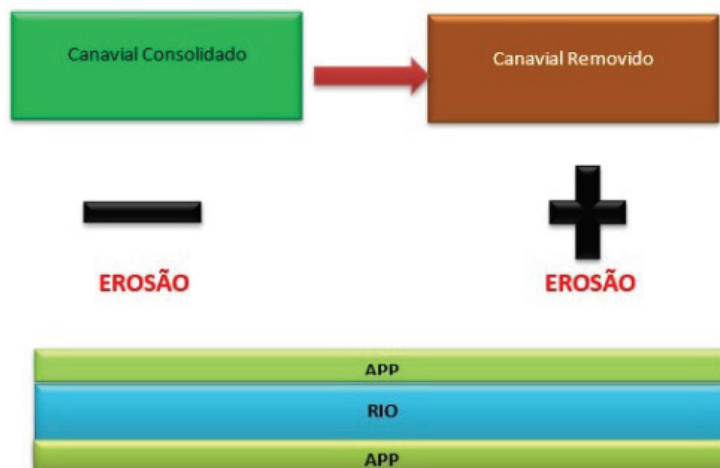 Canavial Consolidado
Canavial Removido
EROSÃO
EROSÃO
APP
RIO
APP